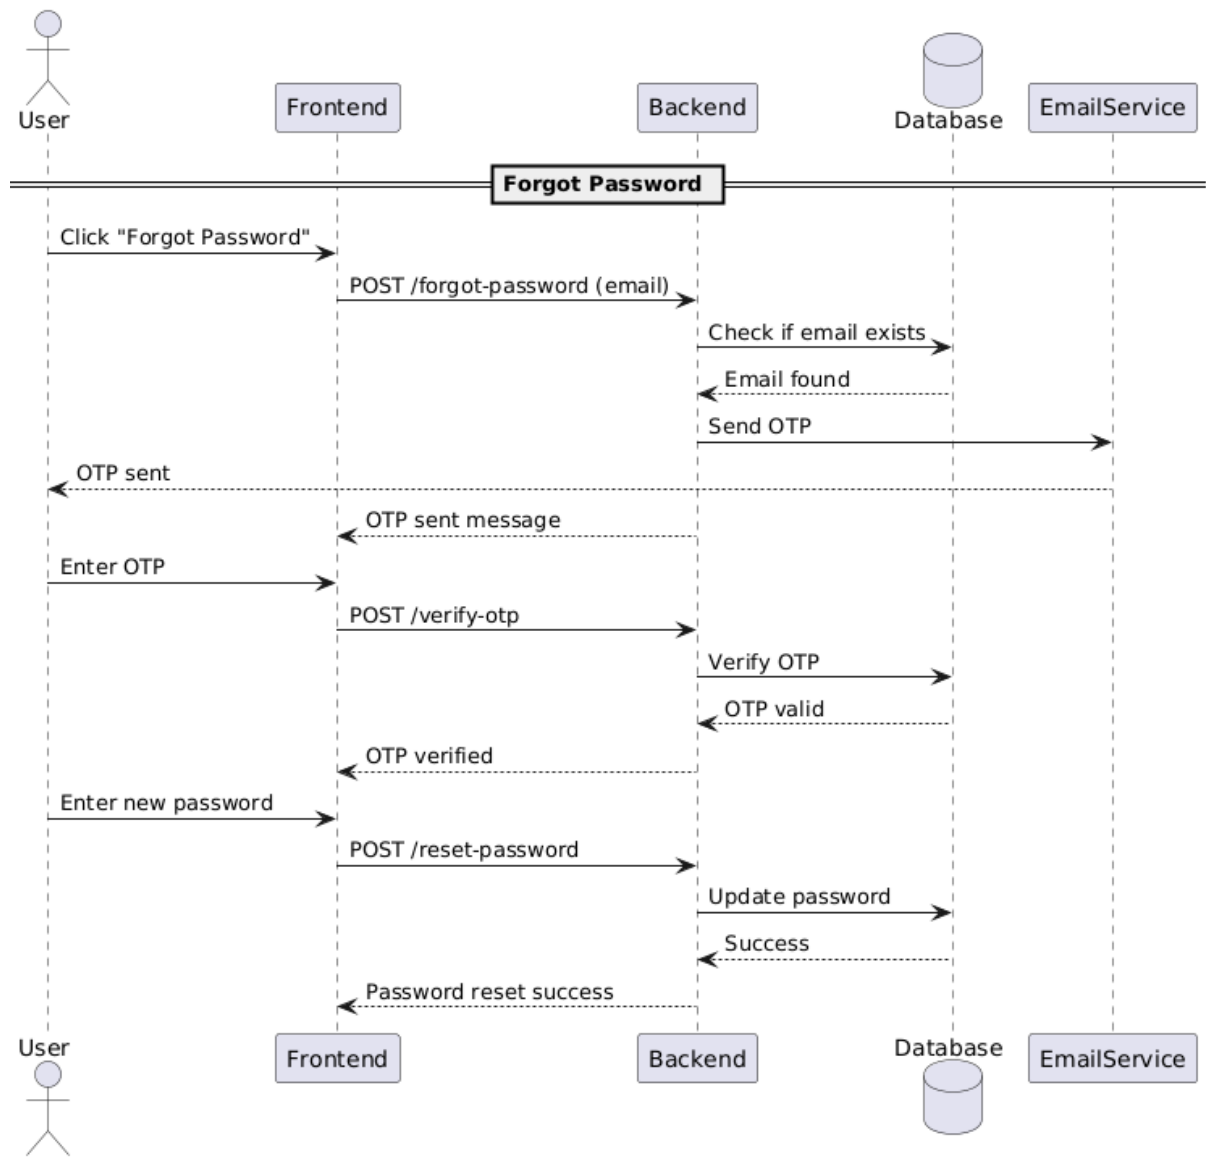 User
Frontend
Backend
Database
EmailService
Forgot Password
Click "Forgot Password"
POST /forgot-password (email)
Check if email exists
Email found
Send OTP
OTP sent
OTP sent message
Enter OTP
POST /verify-otp
Verify OTP
OTP valid
OTP verified
Enter new password
POST /reset-password
Update password
Success
Password reset success
User
Frontend
Backend
Database
EmailService